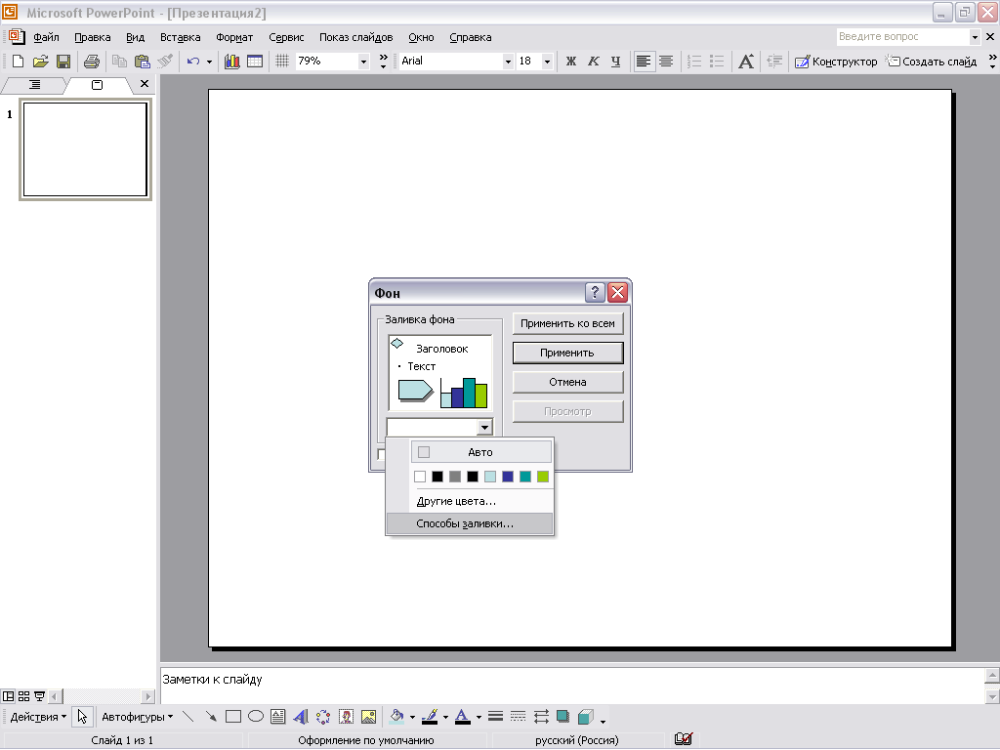 Microsoft PowerPoint - [Презентация2]
Файл Правка Вид Вставка Формат Сервис Показ слайдов Окно Справка Введите вопрос
79% Arial 18 Ж К Ч Конструктор Создать слайд
1
Фон
Заливка фона
Заголовок
• Текст
Применить ко всем
Применить
Отмена
Просмотр
Авто
Другие цвета...
Способы заливки...
Заметки к слайду
Действия Автофигуры
Слайд 1 из 1 Оформление по умолчанию русский (Россия)